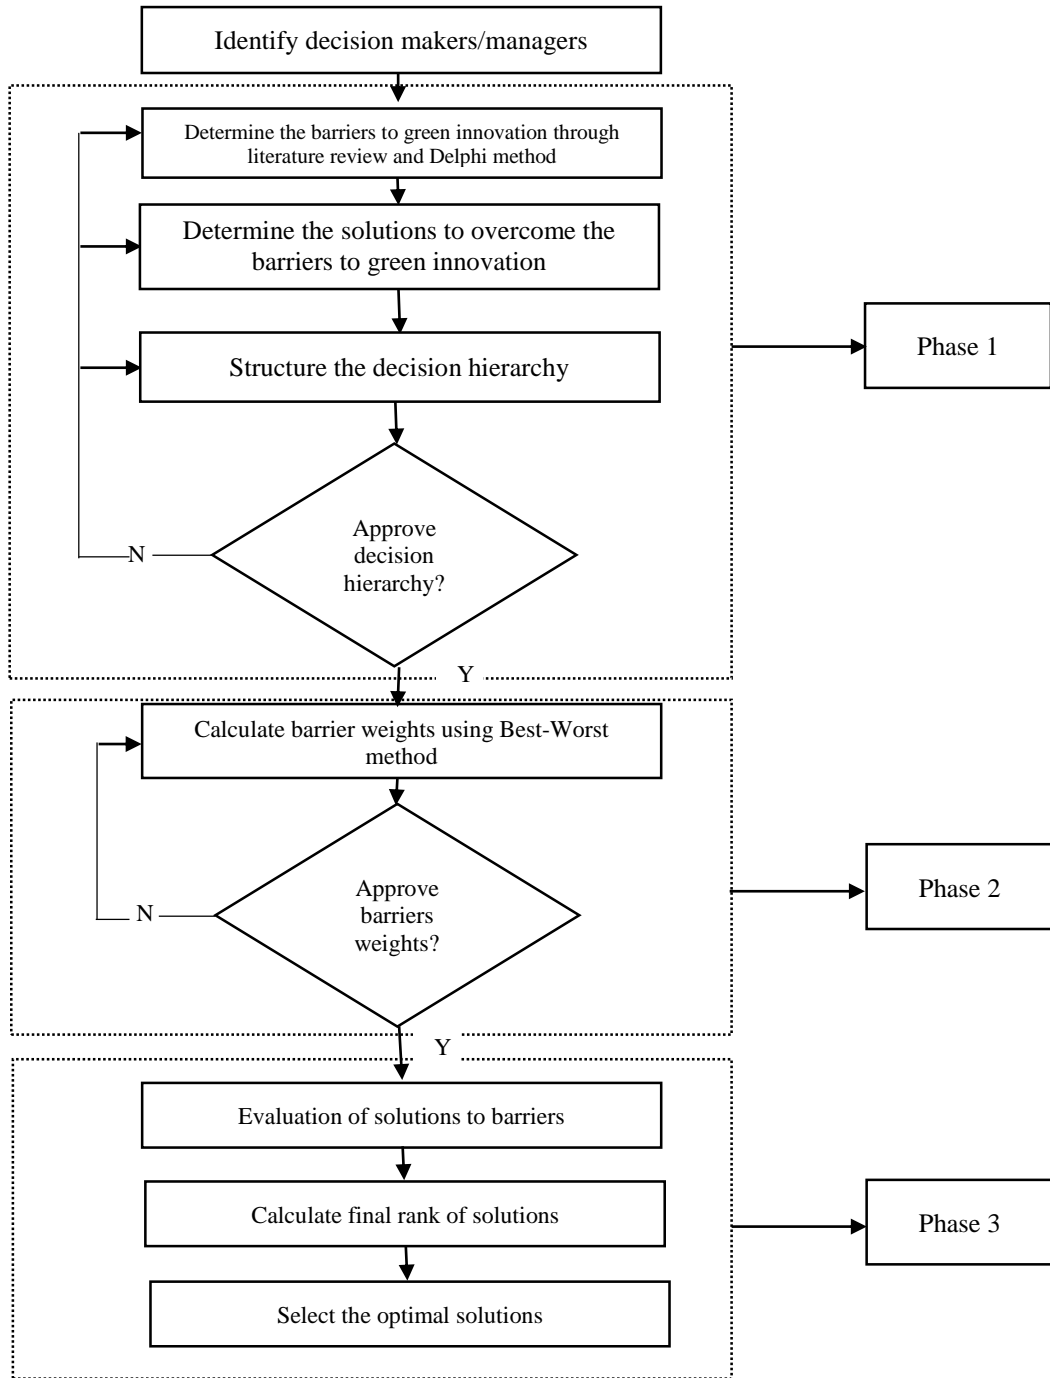 Identify decision makers/managers
Determine the barriers to green innovation through
literature review and Delphi method
Determine the solutions to overcome the
barriers to green innovation
Structure the decision hierarchy
Phase 1
Approve
decision
hierarchy?
N
Y
Calculate barrier weights using Best-Worst
method
Phase 2
Approve
barriers
weights?
N
Y
Evaluation of solutions to barriers
Calculate final rank of solutions
Phase 3
Select the optimal solutions